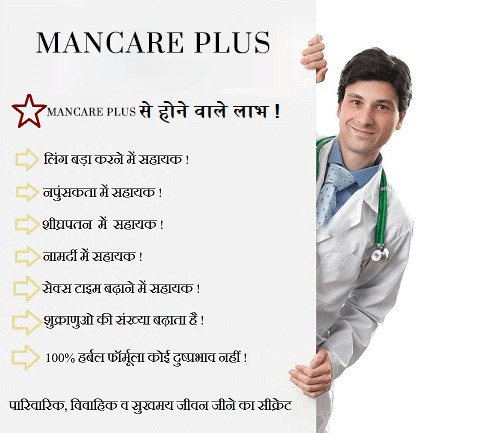 MANCARE PLUS
MANCARE PLUS से होने वाले लाभ !
लिंग बड़ा करने में सहायक !
नपुंसकता में सहायक !
शीघ्रपतन में सहायक !
नामर्दी में सहायक !
सेक्स टाइम बढ़ाने में सहायक !
शुक्राणुओ की संख्या बढ़ाता है !
100% हर्बल फॉर्मूला कोई दुष्प्रभाव नहीं !
पारिवारिक, विवाहिक व सुखमय जीवन जीने का सीक्रेट